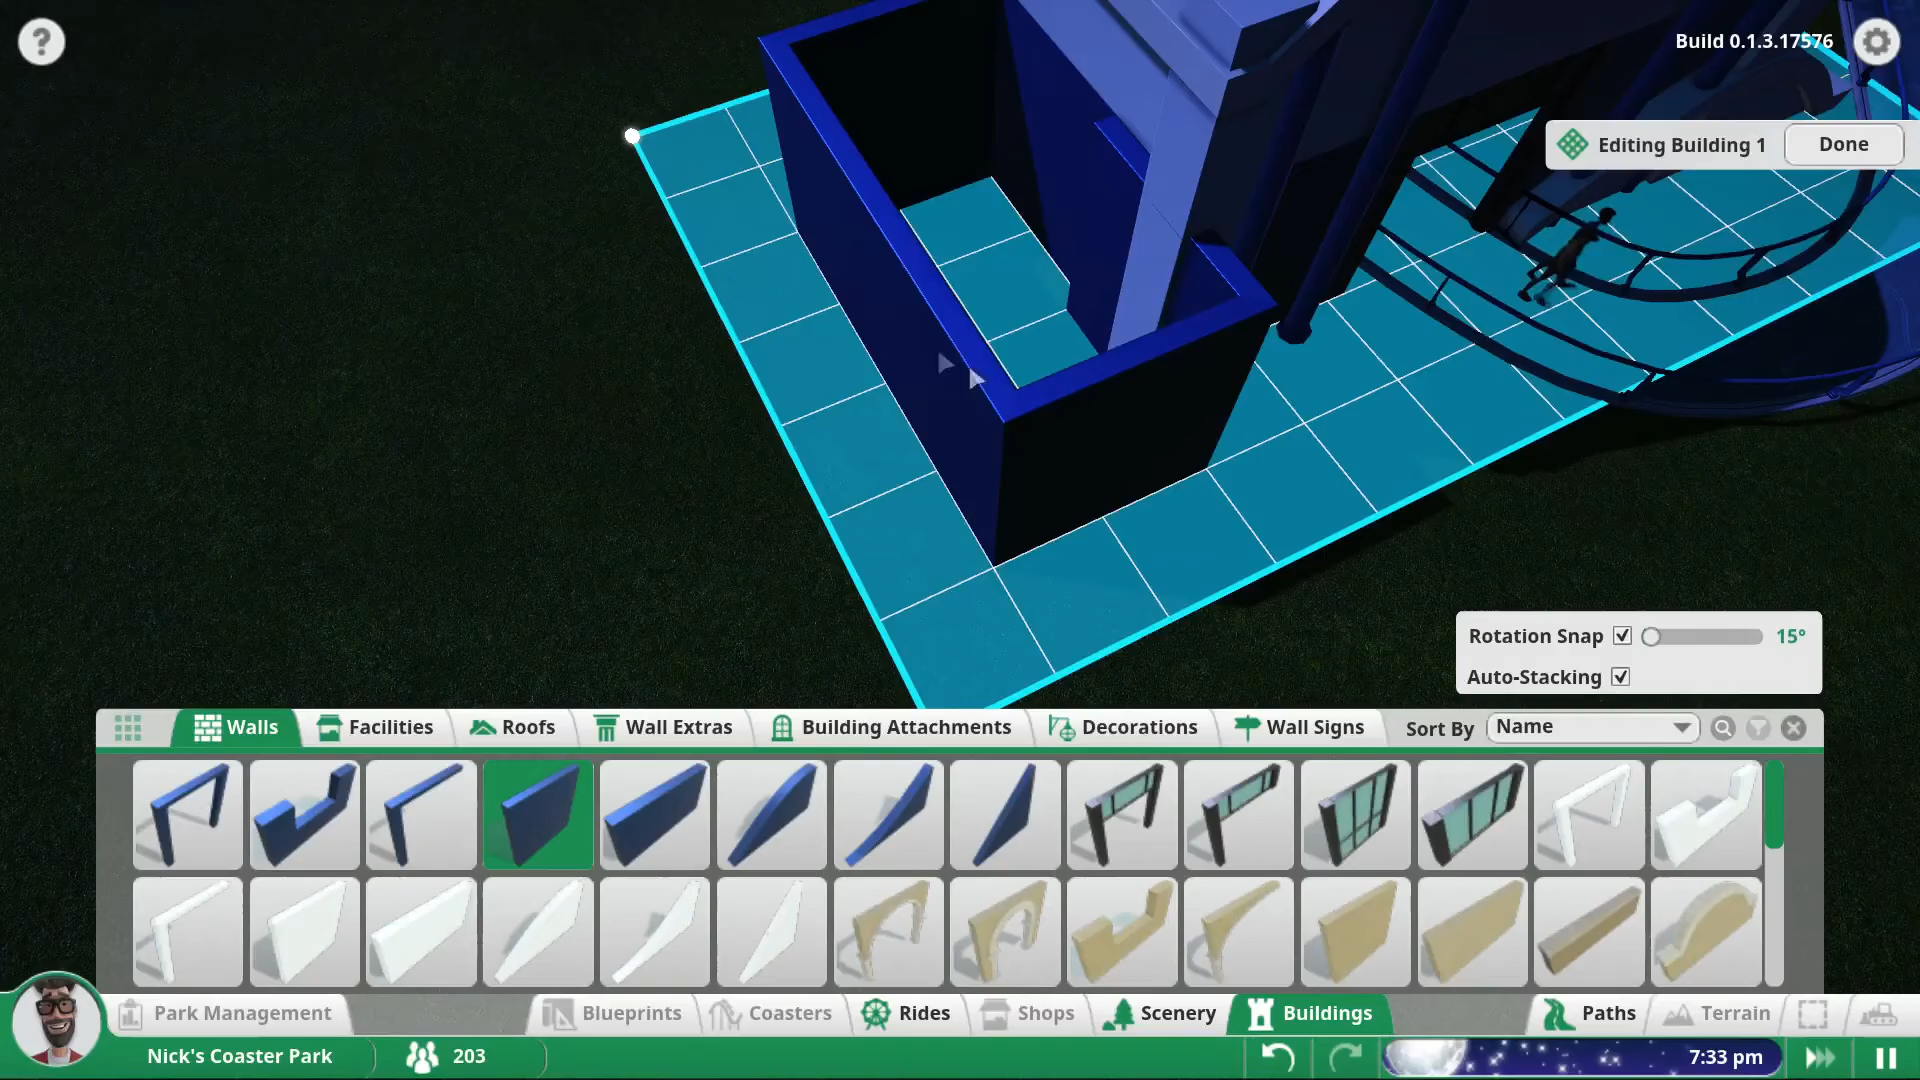 ?
Build 0.1.3.17576
Editing Building 1 Done
Rotation Snap 15°
Auto-Stacking
Walls Facilities Roofs Wall Extras Building Attachments Decorations Wall Signs Sort By Name
Park Management Blueprints Coasters Rides Shops Scenery Buildings Paths Terrain
Nick's Coaster Park 203 7:33 pm